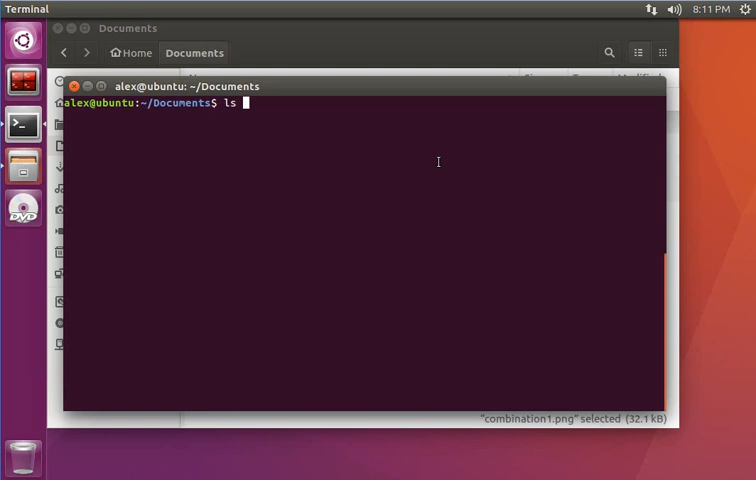 Terminal
8:11 PM
Documents
Home
Documents
alex@ubuntu: ~/Documents
alex@ubuntu:~/Documents$ ls
DVD
"combination1.png" selected (32.1 kB)